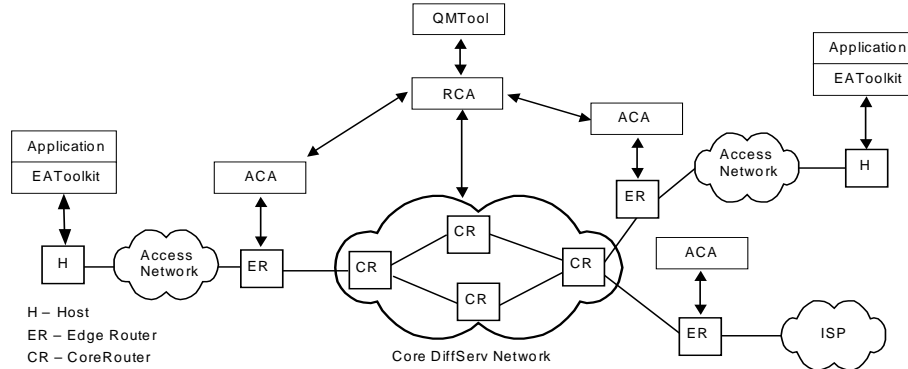 QMTool
Application
EAToolkit
RCA
ACA
Application
EAToolkit
ACA
Access
Network
H
ER
CR
ACA
Access
Network
H
ER
CR
CR
CR
H – Host
ER – Edge Router
CR – CoreRouter
ER
ISP
Core DiffServ Network